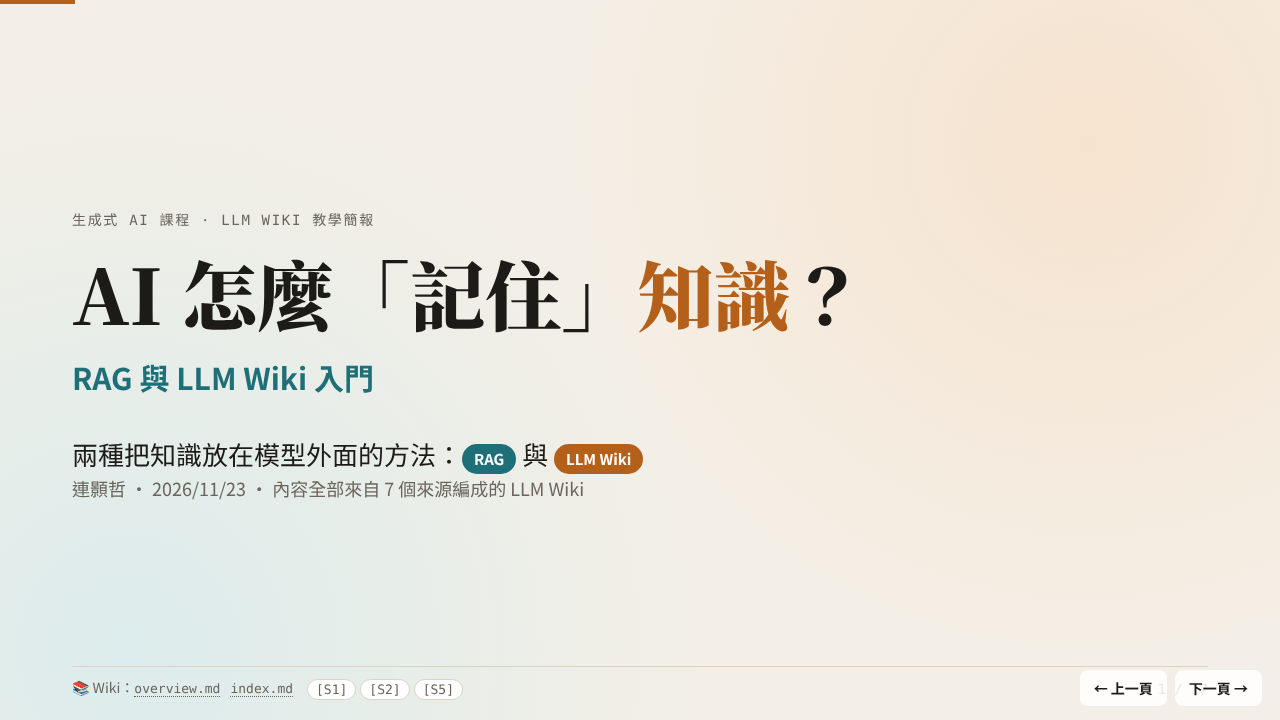 生成式 AI 課程 · LLM WIKI 教學簡報
AI 怎麼「記住」知識？
RAG 與 LLM Wiki 入門
兩種把知識放在模型外面的方法：RAG 與 LLM Wiki
連顥哲 · 2026/11/23 · 內容全部來自 7 個來源編成的 LLM Wiki
📚 Wiki：overview.md index.md [S1] [S2] [S5]
← 上一頁 下一頁 →